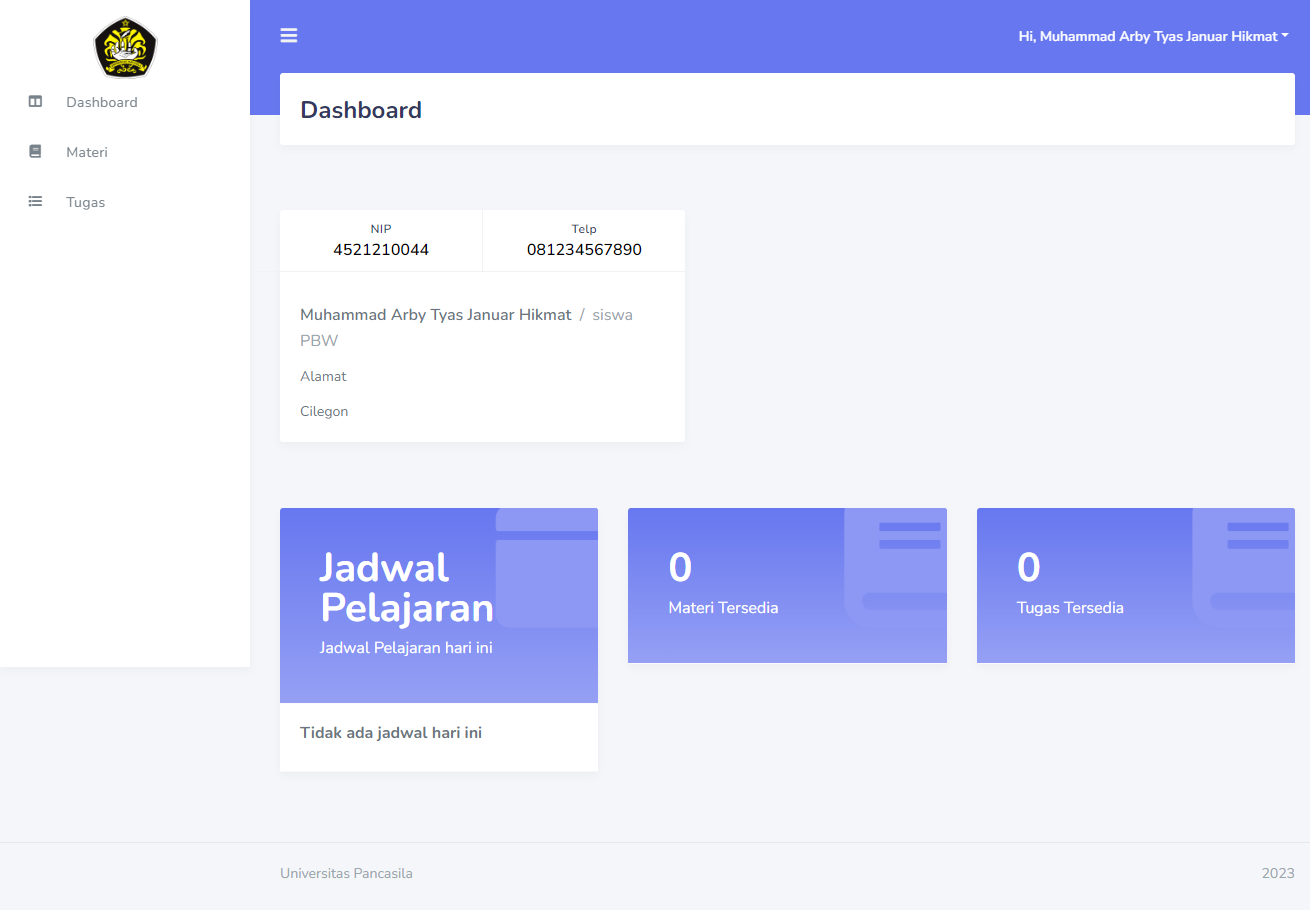 Hi, Muhammad Arby Tyas Januar Hikmat
Dashboard
Materi
Tugas
Dashboard
NIP
4521210044
Telp
081234567890
Muhammad Arby Tyas Januar Hikmat / siswa
PBW
Alamat
Cilegon
Jadwal
Pelajaran
Jadwal Pelajaran hari ini
Tidak ada jadwal hari ini
0
Materi Tersedia
0
Tugas Tersedia
Universitas Pancasila
2023